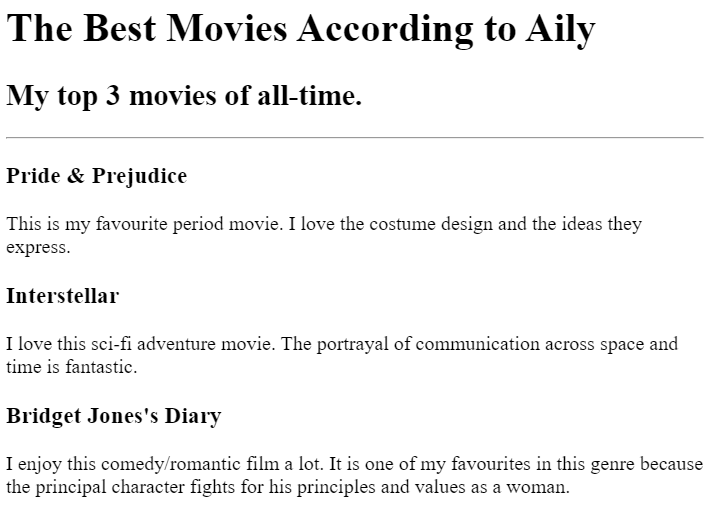 The Best Movies According to Aily
My top 3 movies of all-time.
Pride & Prejudice
This is my favourite period movie. I love the costume design and the ideas they
express.
Interstellar
I love this sci-fi adventure movie. The portrayal of communication across space and
time is fantastic.
Bridget Jones's Diary
I enjoy this comedy/romantic film a lot. It is one of my favourites in this genre because
the principal character fights for his principles and values as a woman.